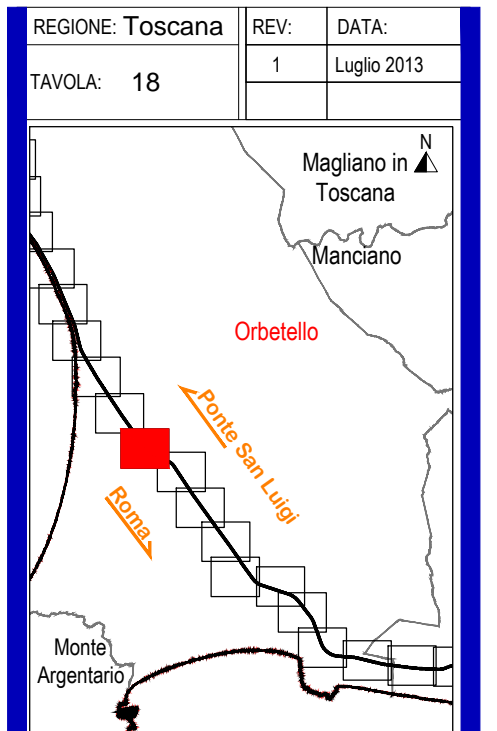 REGIONE: Toscana
REV:
DATA:
TAVOLA: 18
1
Luglio 2013
N
Magliano in
Toscana
Manciano
Orbetello
Ponte San Luigi
Roma
Monte
Argentario